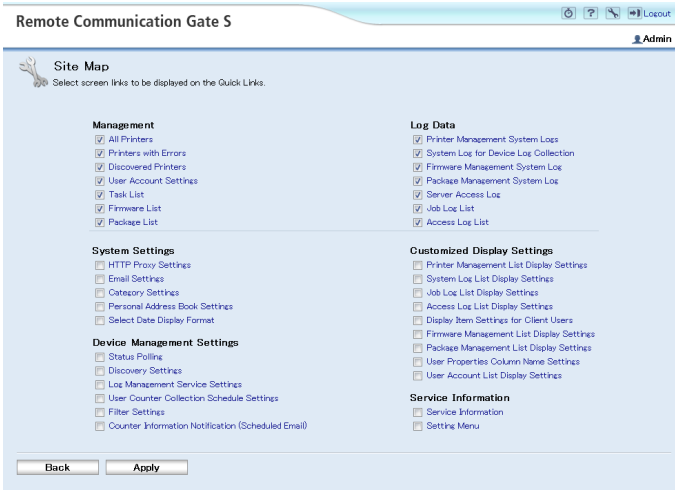 Remote Communication Gate S
Logout
Admin
Site Map
Select screen links to be displayed on the Quick Links.
Management
All Printers
Printers with Errors
Discovered Printers
User Account Settings
Task List
Firmware List
Package List
Log Data
Printer Management System Logs
System Log for Device Log Collection
Firmware Management System Log
Package Management System Log
Server Access Log
Job Log List
Access Log List
System Settings
HTTP Proxy Settings
Email Settings
Category Settings
Personal Address Book Settings
Select Date Display Format
Device Management Settings
Status Polling
Discovery Settings
Log Management Service Settings
User Counter Collection Schedule Settings
Filter Settings
Counter Information Notification (Scheduled Email)
Customized Display Settings
Printer Management List Display Settings
System Log List Display Settings
Job Log List Display Settings
Access Log List Display Settings
Display Item Settings for Client Users
Firmware Management List Display Settings
Package Management List Display Settings
User Properties Column Name Settings
User Account List Display Settings
Service Information
Service Information
Setting Menu
Back
Apply